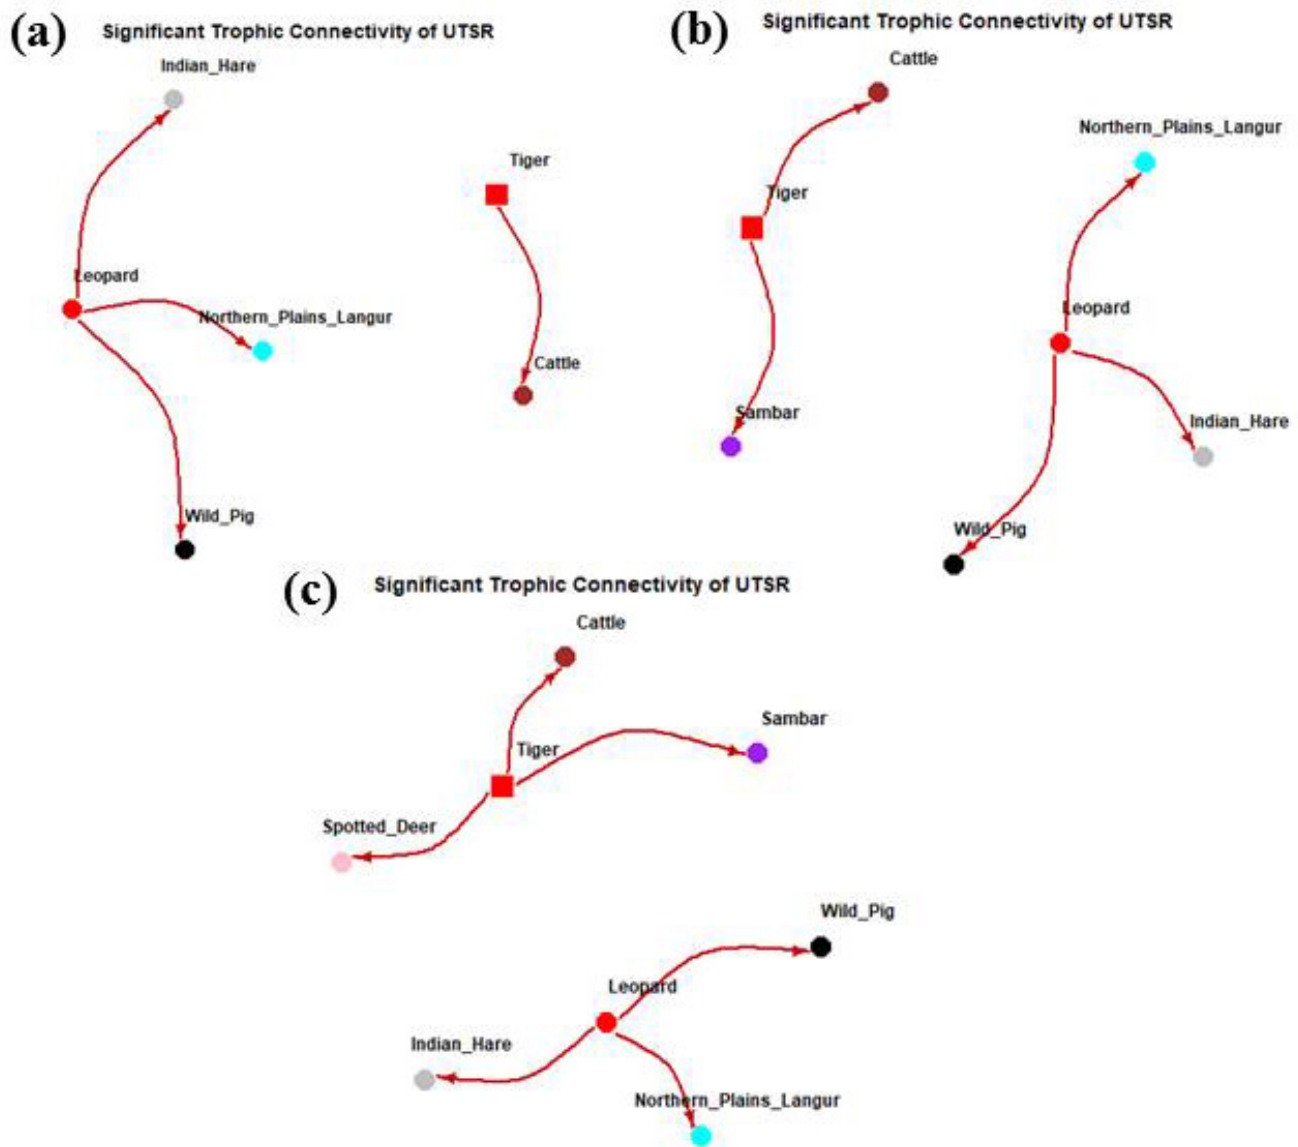 (a)
Significant Trophic Connectivity of UTSR
Indian_Hare
Tiger
Leopard
Northern_Plains_Langur
Cattle
Wild_Pig
(b)
Significant Trophic Connectivity of UTSR
Cattle
Northern_Plains_Langur
Tiger
Leopard
Sambar
Indian_Hare
Wild_Pig
(c)
Significant Trophic Connectivity of UTSR
Cattle
Sambar
Tiger
Spotted_Deer
Wild_Pig
Leopard
Indian_Hare
Northern_Plains_Langur